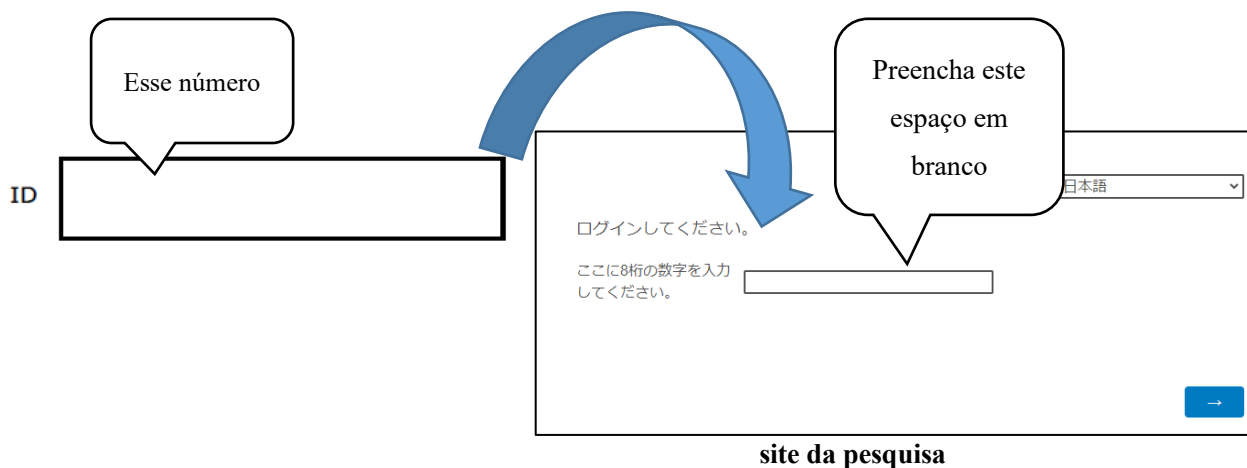 Esse número
ID
Preencha este
espaço em
branco
日本語
ログインしてください。
ここに8桁の数字を入力
してください。
→
site da pesquisa